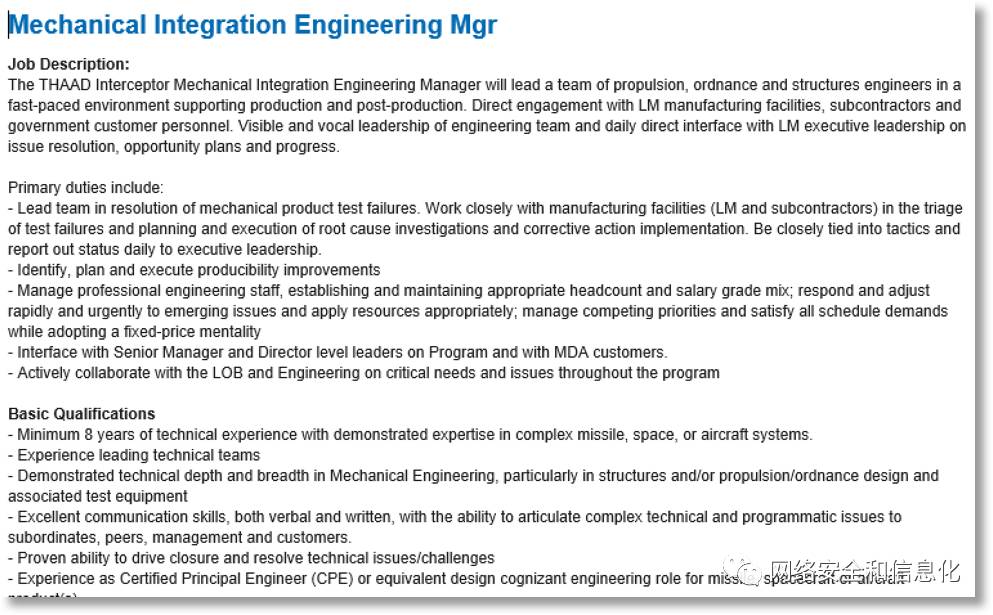 Mechanical Integration Engineering Mgr
Job Description:
The THAAD Interceptor Mechanical Integration Engineering Manager will lead a team of propulsion, ordnance and structures engineers in a
fast-paced environment supporting production and post-production. Direct engagement with LM manufacturing facilities, subcontractors and
government customer personnel. Visible and vocal leadership of engineering team and daily direct interface with LM executive leadership on
issue resolution, opportunity plans and progress.
Primary duties include:
- Lead team in resolution of mechanical product test failures. Work closely with manufacturing facilities (LM and subcontractors) in the triage
of test failures and planning and execution of root cause investigations and corrective action implementation. Be closely tied into tactics and
report out status daily to executive leadership.
- Identify, plan and execute producibility improvements
- Manage professional engineering staff, establishing and maintaining appropriate headcount and salary grade mix; respond and adjust
rapidly and urgently to emerging issues and apply resources appropriately; manage competing priorities and satisfy all schedule demands
while adopting a fixed-price mentality
- Interface with Senior Manager and Director level leaders on Program and with MDA customers.
- Actively collaborate with the LOB and Engineering on critical needs and issues throughout the program
Basic Qualifications
- Minimum 8 years of technical experience with demonstrated expertise in complex missile, space, or aircraft systems.
- Experience leading technical teams
- Demonstrated technical depth and breadth in Mechanical Engineering, particularly in structures and/or propulsion/ordnance design and
associated test equipment
- Excellent communication skills, both verbal and written, with the ability to articulate complex technical and programmatic issues to
subordinates, peers, management and customers.
- Proven ability to drive closure and resolve technical issues/challenges
- Experience as Certified Principal Engineer (CPE) or equivalent design cognizant engineering role for
网络安全和信息化